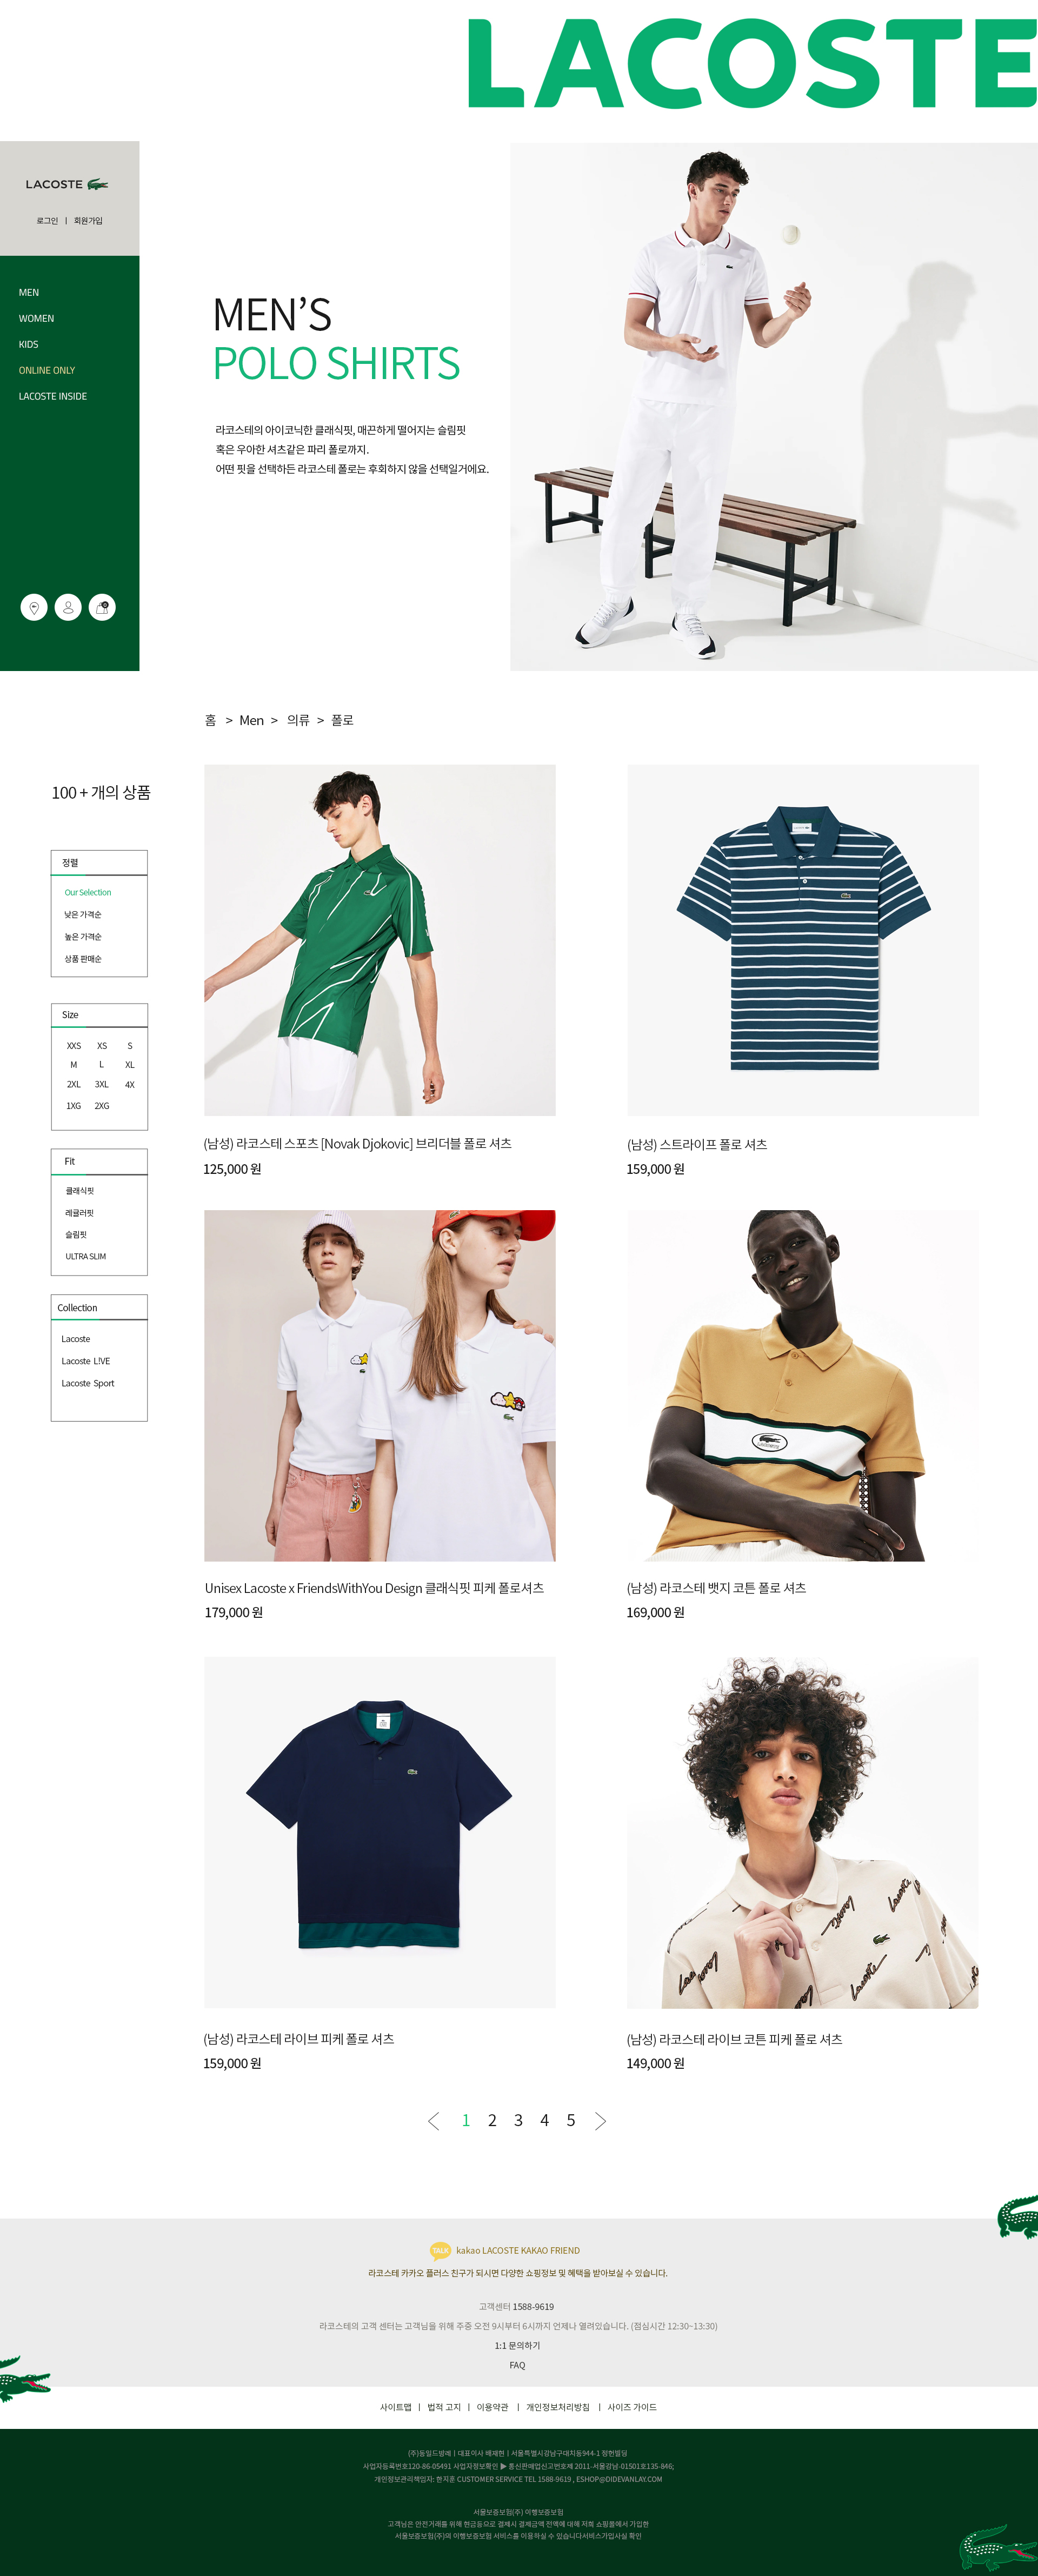 LACOSTE
LACOSTE
로그인 | 회원가입
MEN
WOMEN
KIDS
ONLINE ONLY
LACOSTE INSIDE
0
MEN'S
POLO SHIRTS
라코스테의 아이코닉한 클래식핏, 매끈하게 떨어지는 슬림핏
혹은 우아한 셔츠같은 파리 폴로까지.
어떤 핏을 선택하든 라코스테 폴로는 후회하지 않을 선택일거에요.
홈 > Men > 의류 > 폴로
100 + 개의 상품
정렬
Our Selection
낮은 가격순
높은 가격순
상품 판매순
Size
XXS XS S
M L XL
2XL 3XL 4X
1XG 2XG
Fit
클래식핏
레귤러핏
슬림핏
ULTRA SLIM
Collection
Lacoste
Lacoste L!VE
Lacoste Sport
(남성) 라코스테 스포츠 [Novak Djokovic] 브리더블 폴로 셔츠
125,000 원
(남성) 스트라이프 폴로 셔츠
159,000 원
Unisex Lacoste x FriendsWithYou Design 클래식핏 피케 폴로셔츠
179,000 원
(남성) 라코스테 뱃지 코튼 폴로 셔츠
169,000 원
(남성) 라코스테 라이브 피케 폴로 셔츠
159,000 원
(남성) 라코스테 라이브 코튼 피케 폴로 셔츠
149,000 원
1 2 3 4 5
TALK kakao LACOSTE KAKAO FRIEND
라코스테 카카오 플러스 친구가 되시면 다양한 쇼핑정보 및 혜택을 받아보실 수 있습니다.
고객센터 1588-9619
라코스테의 고객 센터는 고객님을 위해 주중 오전 9시부터 6시까지 언제나 열려있습니다. (점심시간 12:30~13:30)
1:1 문의하기
FAQ
사이트맵 | 법적 고지 | 이용약관 | 개인정보처리방침 | 사이즈 가이드
(주)동일드방레 | 대표이사 배재현 | 서울특별시강남구대치동944-1 청헌빌딩
사업자등록번호120-86-05491 사업자정보확인 ▶ 통신판매업신고번호제 2011-서울강남-01501호135-846;
개인정보관리책임자: 한지훈 CUSTOMER SERVICE TEL 1588-9619 , ESHOP@DIDEVANLAY.COM
서울보증보험(주) 이행보증보험
고객님은 안전거래를 위해 현금등으로 결제시 결제금액 전액에 대해 저희 쇼핑몰에서 가입한
서울보증보험(주)의 이행보증보험 서비스를 이용하실 수 있습니다서비스가입사실 확인